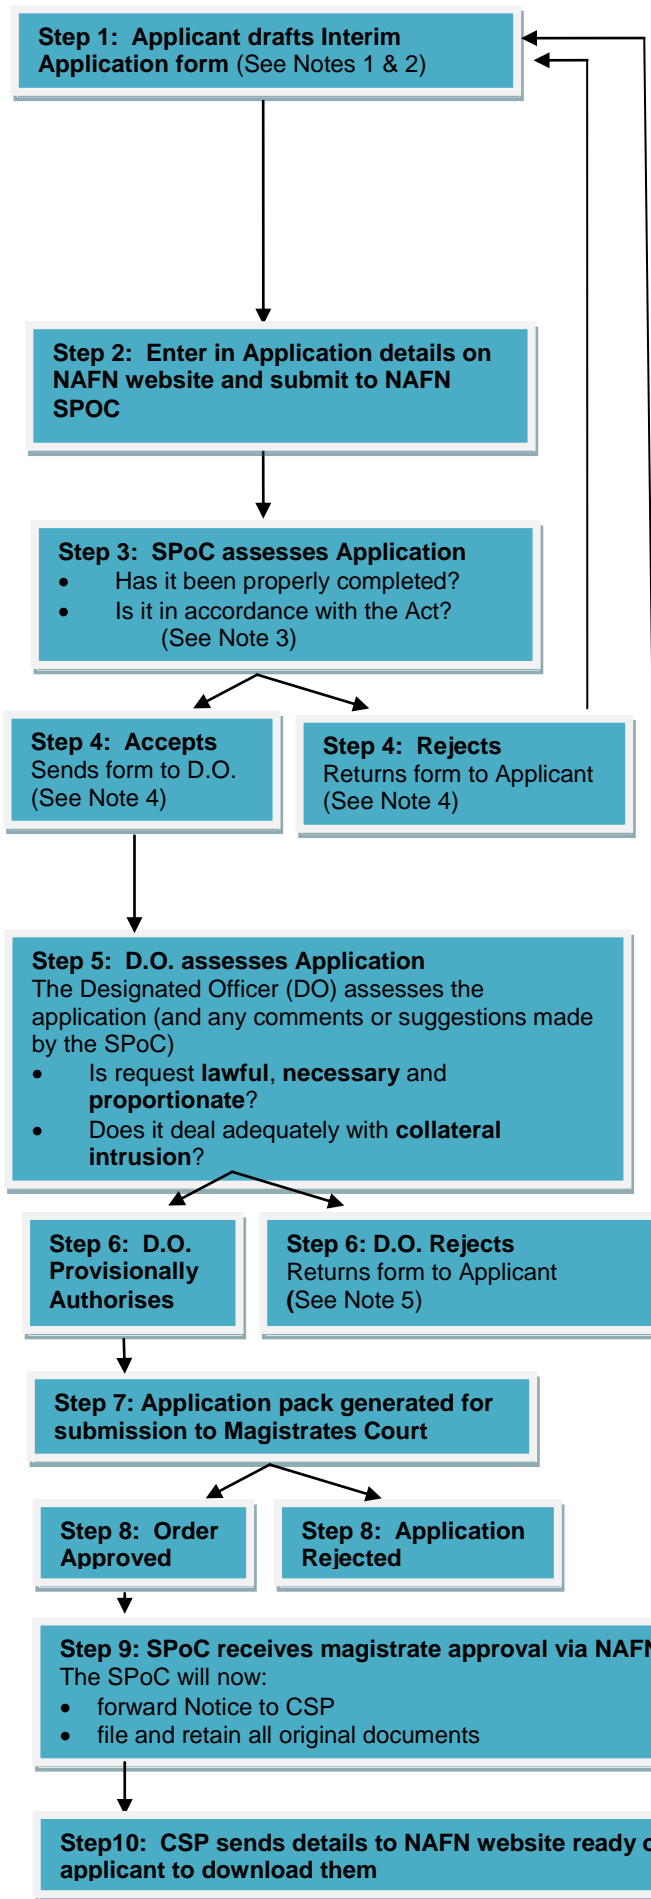 Step 1: Applicant drafts Interim
Application form (See Notes 1 & 2)
Step 2: Enter in Application details on
NAFN website and submit to NAFN
SPOC
Step 3: SPoC assesses Application
• Has it been properly completed?
• Is it in accordance with the Act?
(See Note 3)
Step 4: Accepts
Sends form to D.O.
(See Note 4)
Step 4: Rejects
Returns form to Applicant
(See Note 4)
Step 5: D.O. assesses Application
The Designated Officer (DO) assesses the
application (and any comments or suggestions made
by the SPoC)
• Is request lawful, necessary and
proportionate?
• Does it deal adequately with collateral
intrusion?
Step 6: D.O.
Provisionally
Authorises
Step 6: D.O. Rejects
Returns form to Applicant
(See Note 5)
Step 7: Application pack generated for
submission to Magistrates Court
Step 8: Order
Approved
Step 8: Application
Rejected
Step 9: SPoC receives magistrate approval via NAFN
The SPoC will now:
• forward Notice to CSP
• file and retain all original documents
Step10: CSP sends details to NAFN website ready
applicant to download them